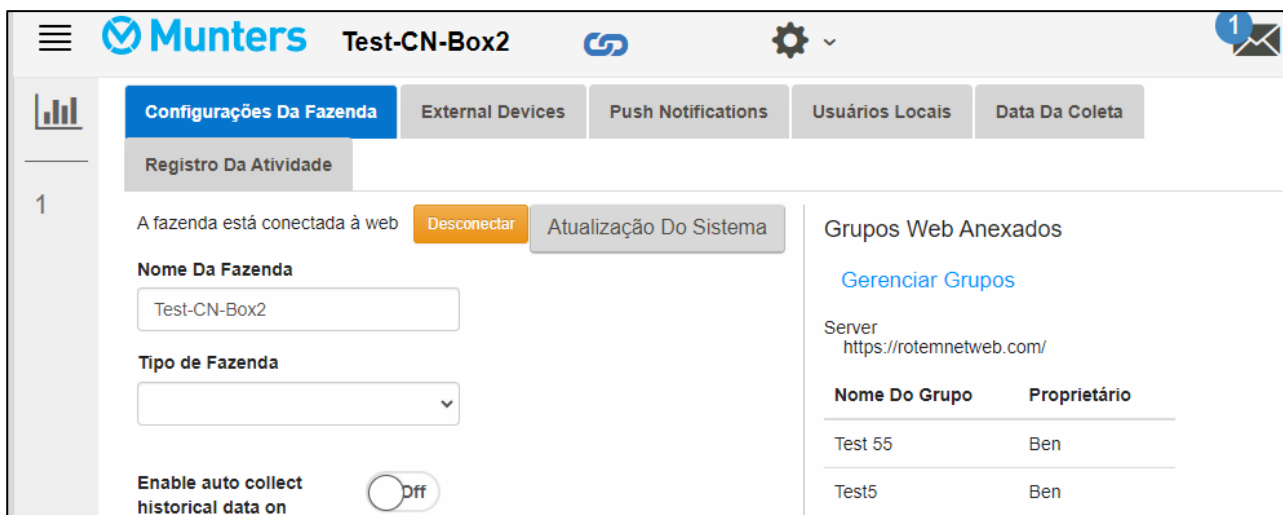 Munters Test-CN-Box2 1
Configurações Da Fazenda External Devices Push Notifications Usuários Locais Data Da Coleta
Registro Da Atividade
1
A fazenda está conectada à web Desconectar Atualização Do Sistema
Nome Da Fazenda
Test-CN-Box2
Tipo de Fazenda
Enable auto collect
historical data on
Off
Grupos Web Anexados
Gerenciar Grupos
Server
https://rotemnetweb.com/
Nome Do Grupo Proprietário
Test 55 Ben
Test5 Ben